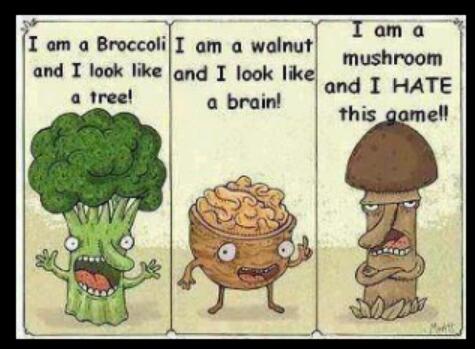 I am a Broccoli
and I look like
a tree!
I am a walnut
and I look like
a brain!
I am a
mushroom
and I HATE
this game!!